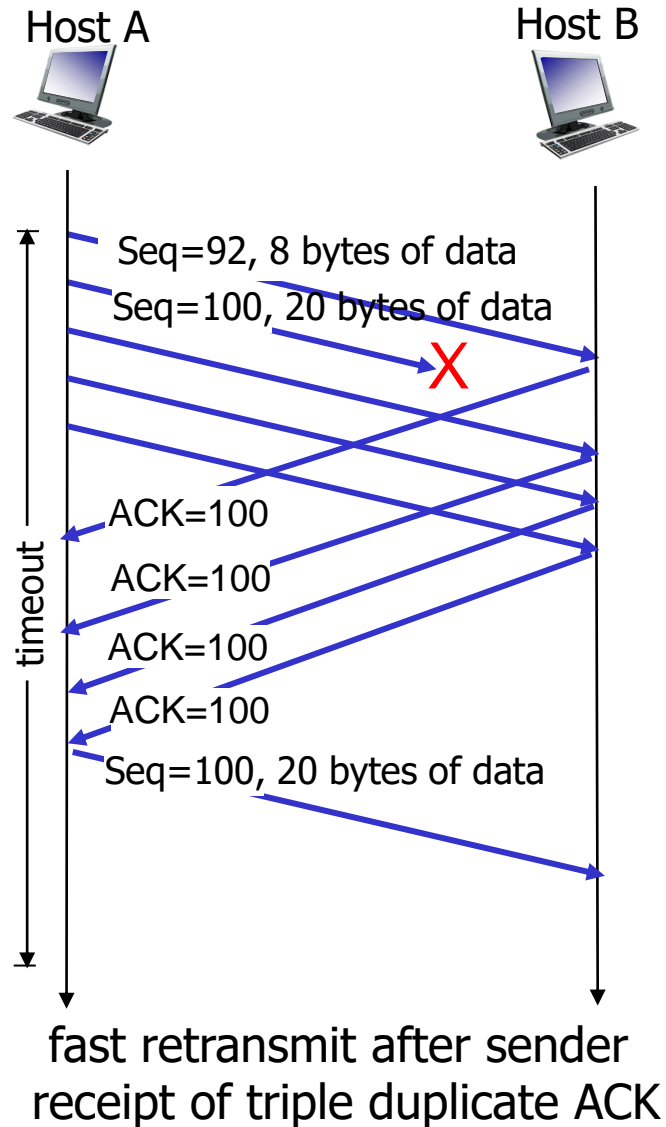 Host A
Host B
Seq=92, 8 bytes of data
Seq=100, 20 bytes of data
X
timeout
ACK=100
ACK=100
ACK=100
ACK=100
Seq=100, 20 bytes of data
fast retransmit after sender
receipt of triple duplicate ACK